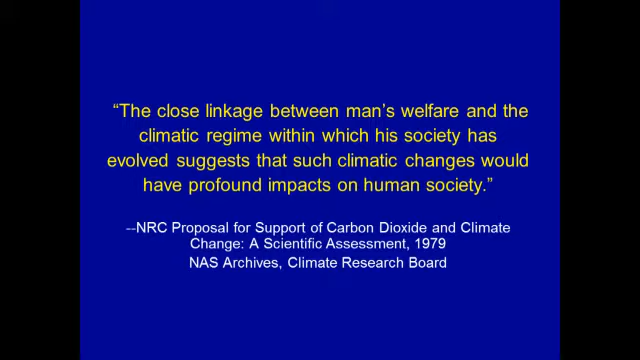 “The close linkage between man’s welfare and the
climatic regime within which his society has
evolved suggests that such climatic changes would
have profound impacts on human society.”
--NRC Proposal for Support of Carbon Dioxide and Climate
Change: A Scientific Assessment, 1979
NAS Archives, Climate Research Board